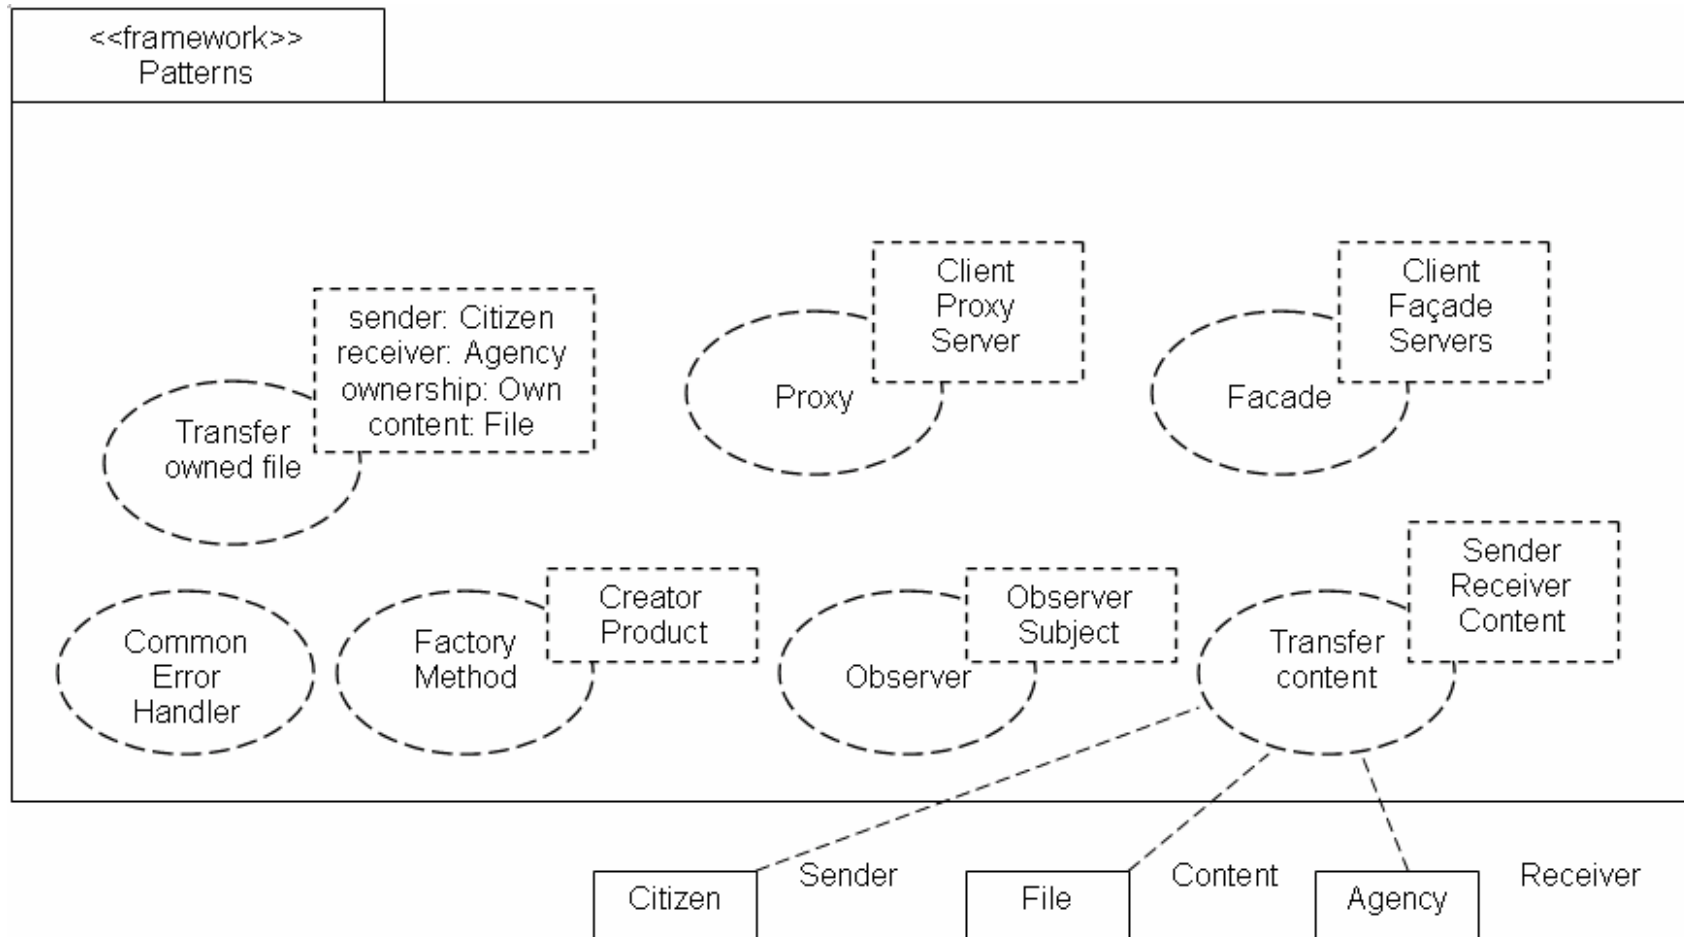 <<framework>>
Patterns
Client
Proxy
Server
Proxy
Client
Façade
Servers
Facade
sender: Citizen
receiver: Agency
ownership: Own
content: File
Transfer
owned file
Common
Error
Handler
Creator
Product
Factory
Method
Observer
Subject
Observer
Sender
Receiver
Content
Transfer
content
Citizen
Sender
File
Content
Agency
Receiver